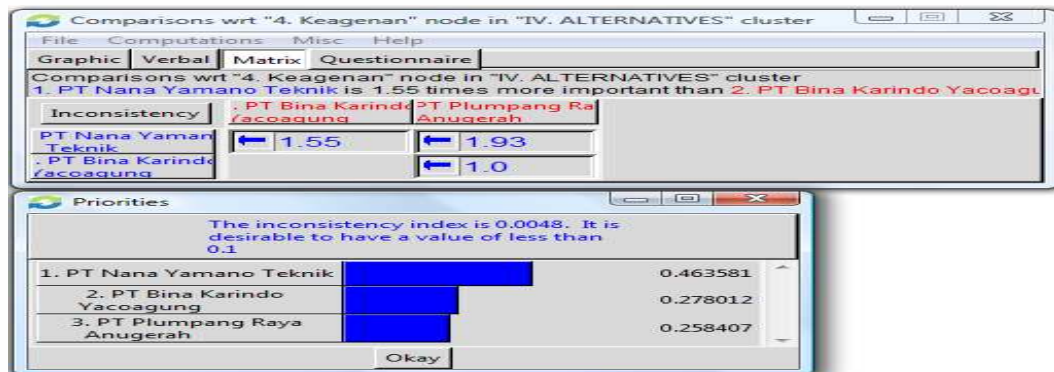 Comparisons wrt "4. Keagenan" node in "IV. ALTERNATIVES" cluster
File Computations Misc Help
Graphic Verbal Matrix Questionnaire
Comparisons wrt "4. Keagenan" node in "IV. ALTERNATIVES" cluster
1. PT Nana Yamano Teknik is 1.55 times more important than 2. PT Bina Karindo Yacoagu
Inconsistency . PT Bina Karindo PT Plumpang Ra
Yacoagung Anugerah
PT Nana Yaman 1.55 1.93
Teknik
. PT Bina Karindo 1.0
Yacoagung
Priorities
The inconsistency index is 0.0048. It is
desirable to have a value of less than
0.1
1. PT Nana Yamano Teknik 0.463581
2. PT Bina Karindo
Yacoagung 0.278012
3. PT Plumpang Raya
Anugerah 0.258407
Okay